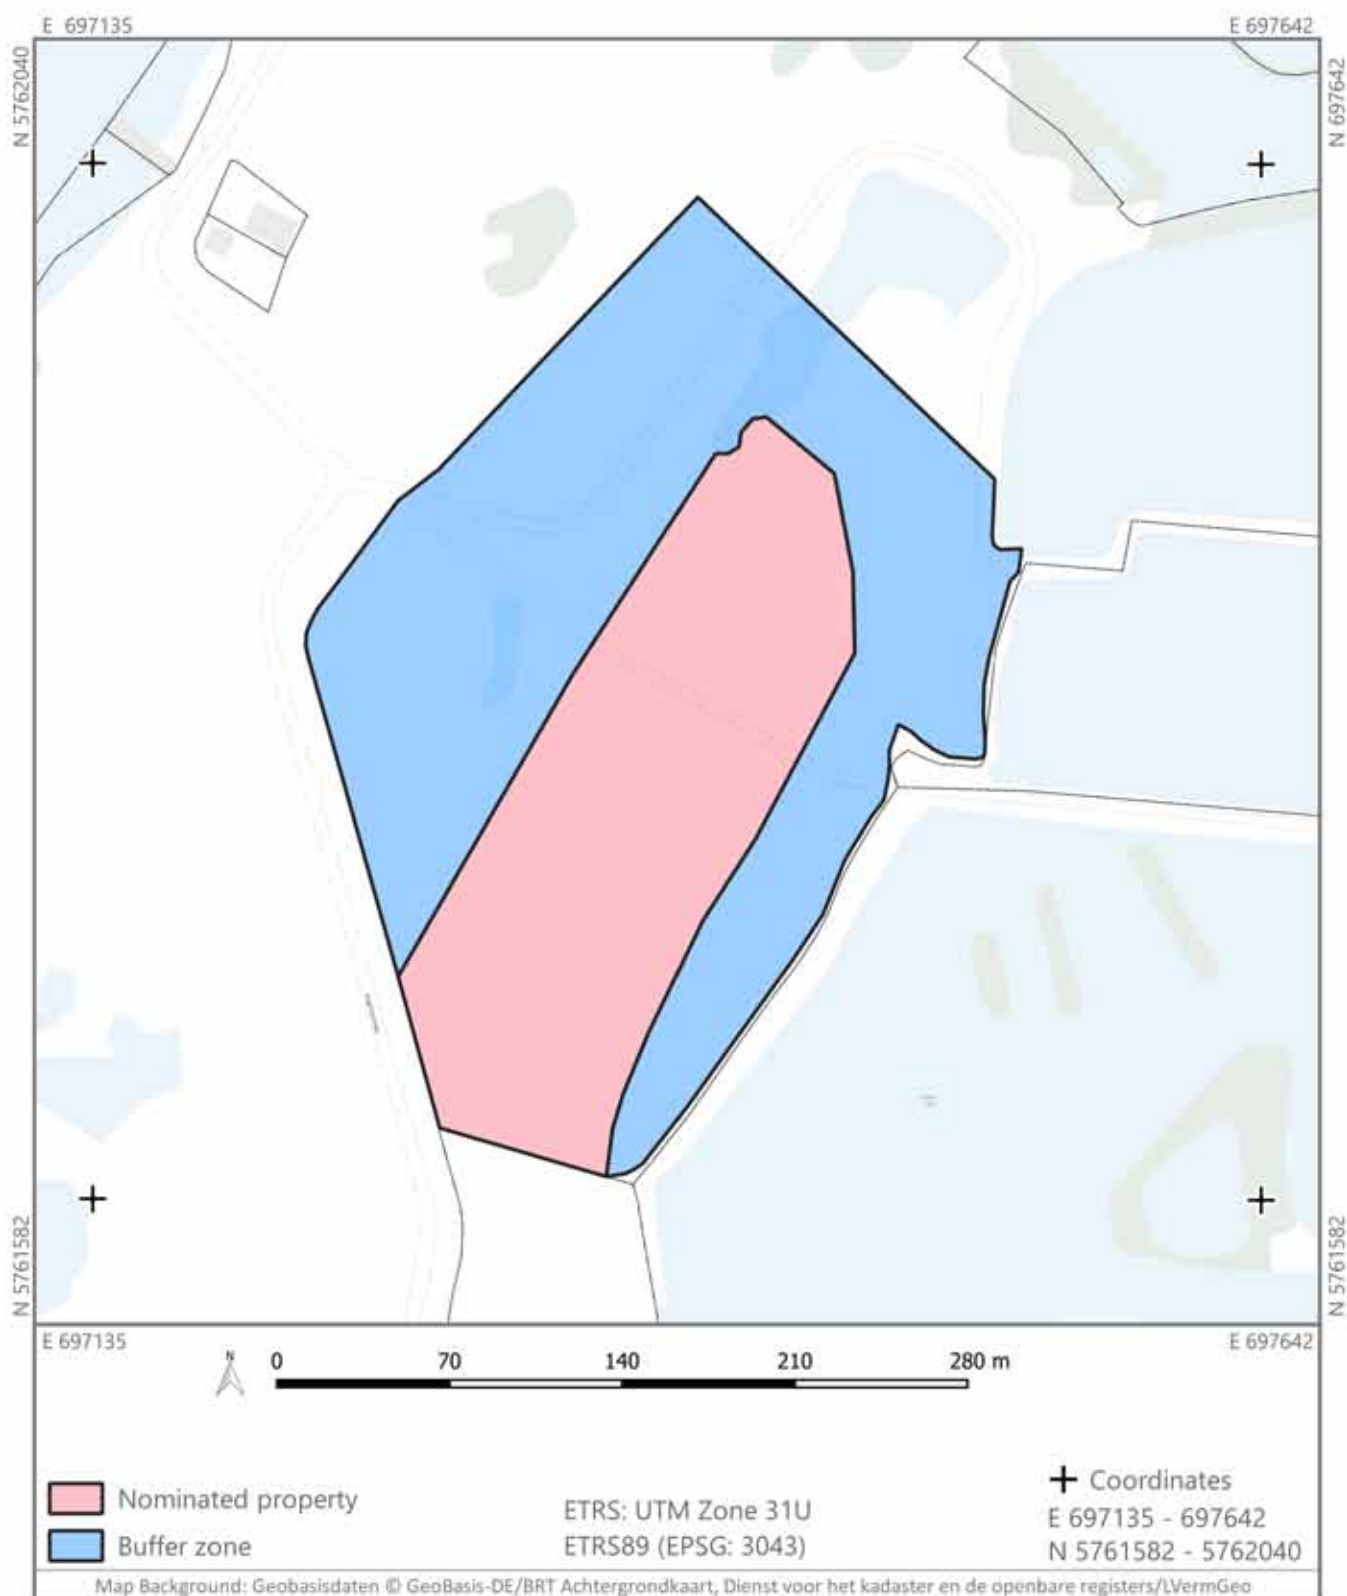 E 697135
E 697642
N 5762040
N 697642
N 5761582
N 5761582
E 697135
E 697642
N
0 70 140 210 280 m
Nominated property
Buffer zone
ETRS: UTM Zone 31U
ETRS89 (EPSG: 3043)
Coordinates
E 697135 - 697642
N 5761582 - 5762040
Map Background: Geobasisdaten © GeoBasis-DE/BRT Achtergrondkaart, Dienst voor het kadaster en de openbare registers/LVermGeo